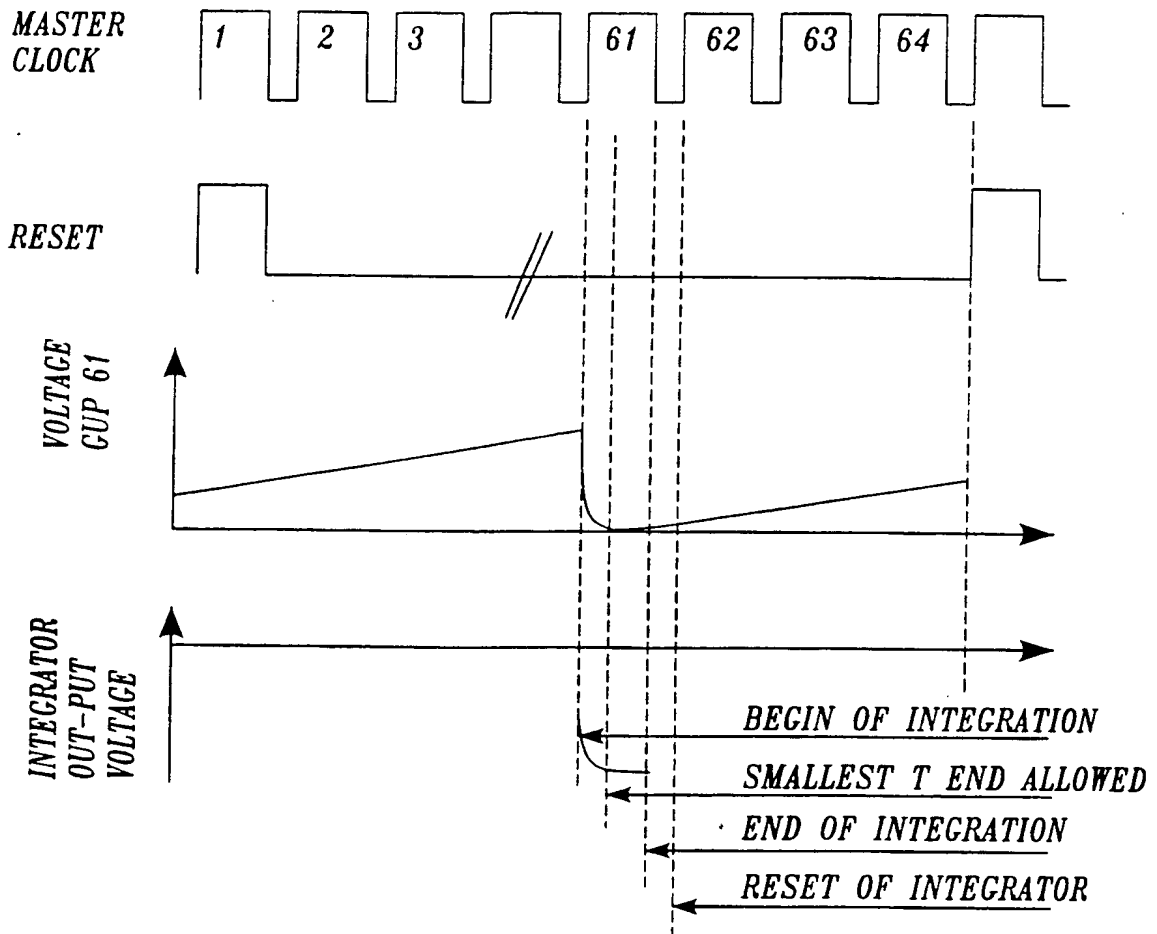 MASTER
CLOCK
1 2 3 61 62 63 64
RESET
VOLTAGE
GUP 61
INTEGRATOR
OUT-PUT
VOLTAGE
BEGIN OF INTEGRATION
SMALLEST T END ALLOWED
END OF INTEGRATION
RESET OF INTEGRATOR